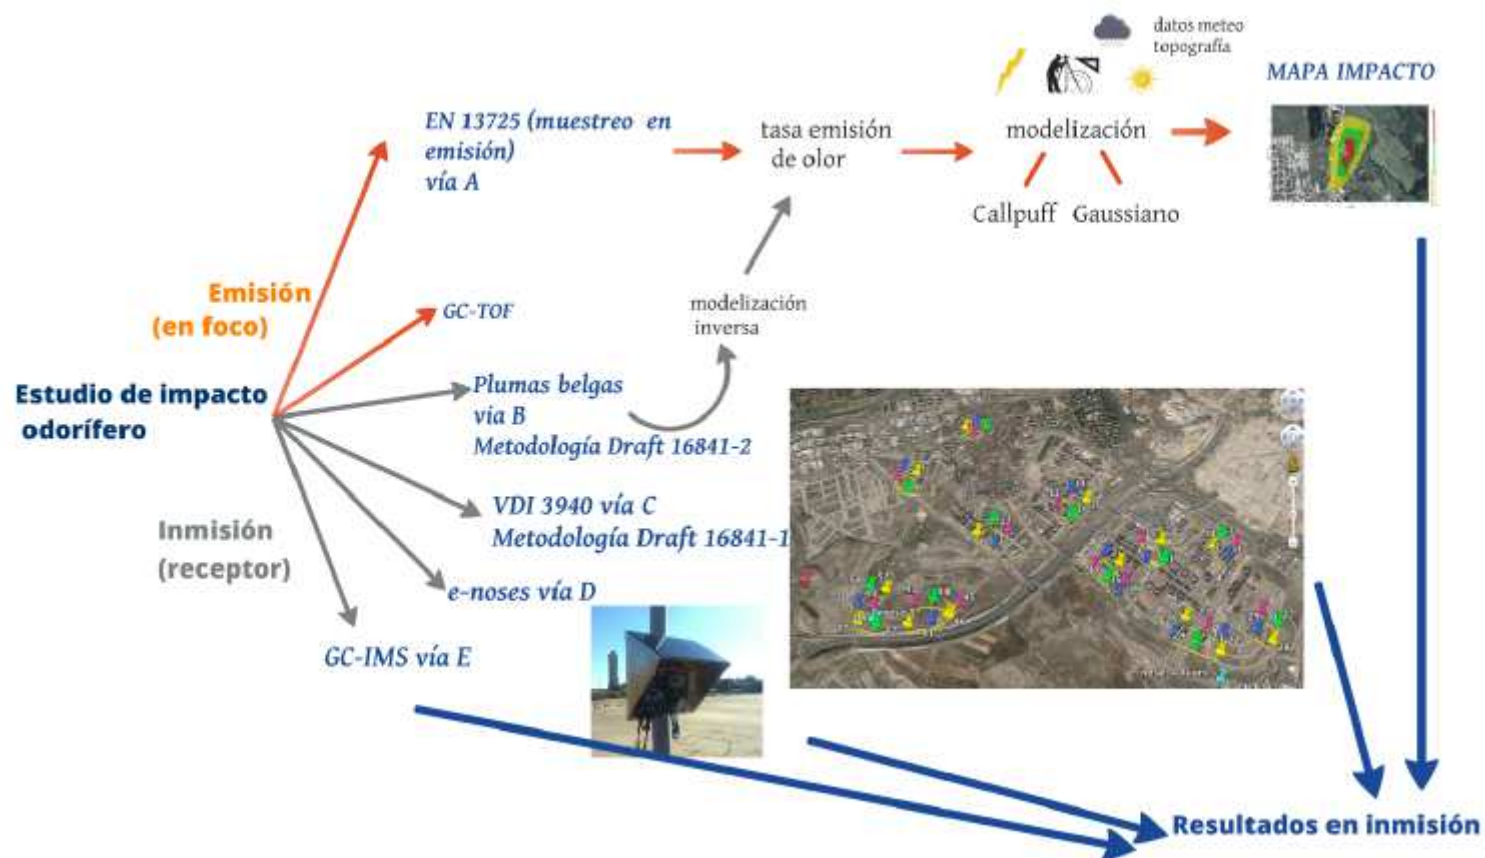 datos meteo
topografía
MAPA IMPACTO
EN 13725 (muestreo en
emisión)
vía A
tasa emisión
de olor
modelización
Callpuff Gaussiano
Emisión
(en foco)
GC-TOF
modelización
inversa
Estudio de impacto
odorífero
Plumas belgas
via B
Metodología Draft 16841-2
VDI 3940 vía C
Metodología Draft 16841-1
Inmisión
(receptor)
e-noses vía D
GC-IMS vía E
Resultados en inmisión